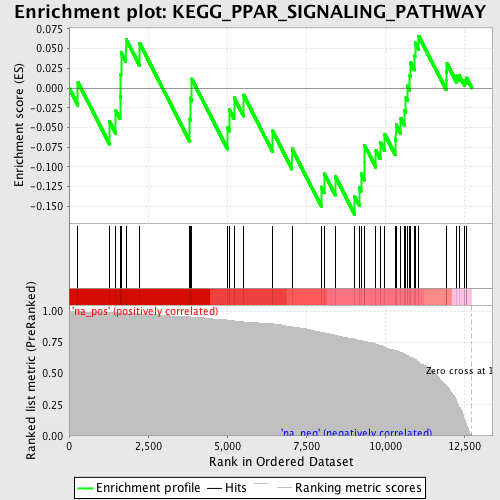 Enrichment plot: KEGG_PPAR_SIGNALING_PATHWAY
Enrichment score (ES)
0.075
0.050
0.025
0.000
-0.025
-0.050
-0.075
-0.100
-0.125
-0.150
Ranked list metric (PreRanked)
'na_pos' (positively correlated)
1.00
0.75
0.50
0.25
0.00
Zero cross at 1
'na_neg' (negatively correlated)
0
2,500
5,000
7,500
10,000
12,500
Rank in Ordered Dataset
Enrichment profile
Hits
Ranking metric scores